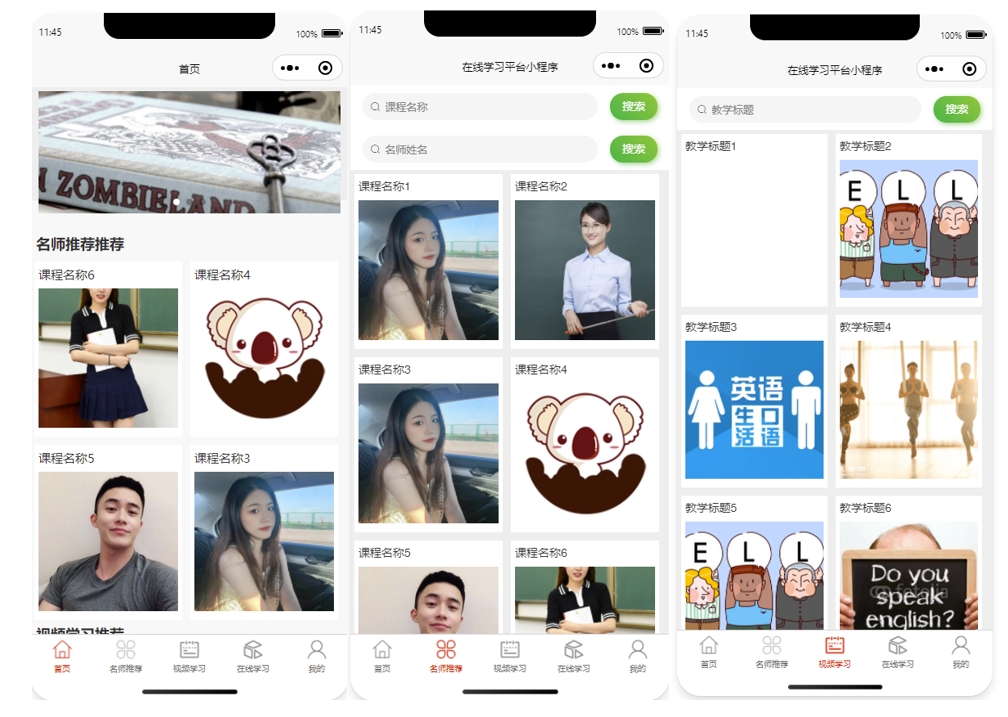 11:45
100%
首页
N ZOMBIELAND
名师推荐推荐
课程名称6
课程名称4
课程名称5
课程名称3
视频学习推荐
首页
名师推荐
视频学习
在线学习
我的
11:45
100%
在线学习平台小程序
课程名称
搜索
名师姓名
搜索
课程名称1
课程名称2
课程名称3
课程名称4
课程名称5
课程名称6
首页
名师推荐
视频学习
在线学习
我的
11:45
100%
在线学习平台小程序
教学标题
搜索
教学标题1
教学标题2
E L L
教学标题3
教学标题4
英语
生口
活语
教学标题5
教学标题6
E L L
Do you
speak
english?
首页
名师推荐
视频学习
在线学习
我的